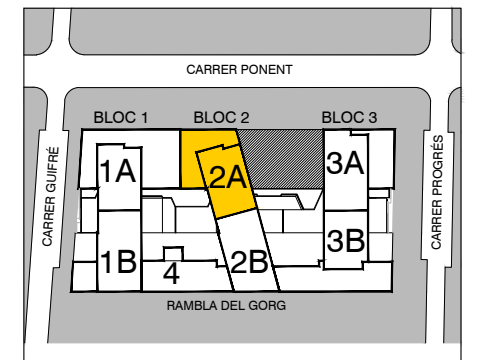 CARRER PONENT
BLOC 1
BLOC 2
BLOC 3
CARRER GUIFRÉ
CARRER PROGRÉS
1A
2A
3A
1B
4
2B
3B
RAMBLA DEL GORG